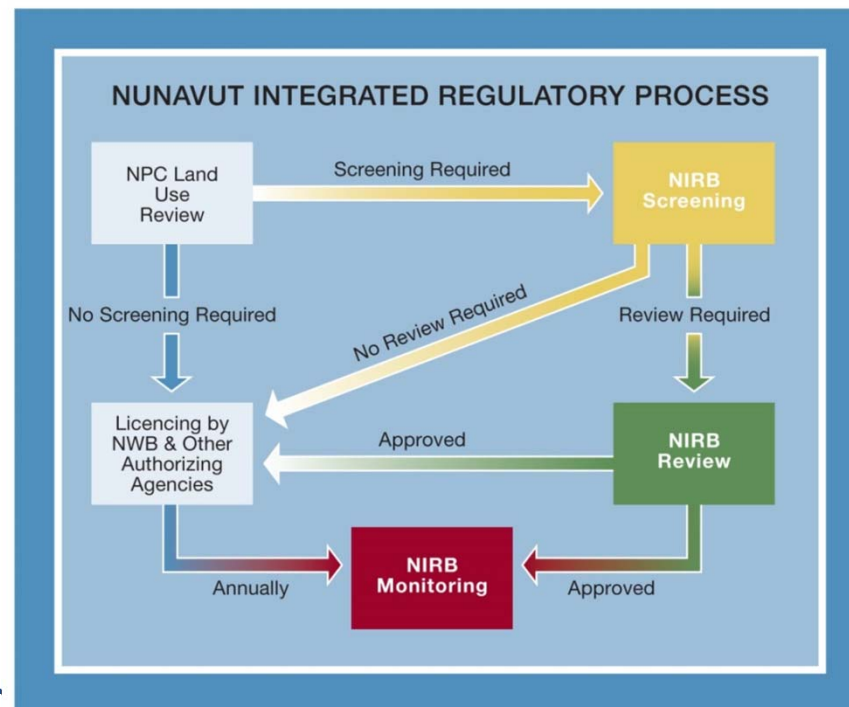 NUNAVUT INTEGRATED REGULATORY PROCESS
NPC Land
Use
Review
Screening Required
NIRB
Screening
No Screening Required
No Review Required
Review Required
Licencing by
NWB & Other
Authorizing
Agencies
Approved
NIRB
Review
NIRB
Monitoring
Annually
Approved